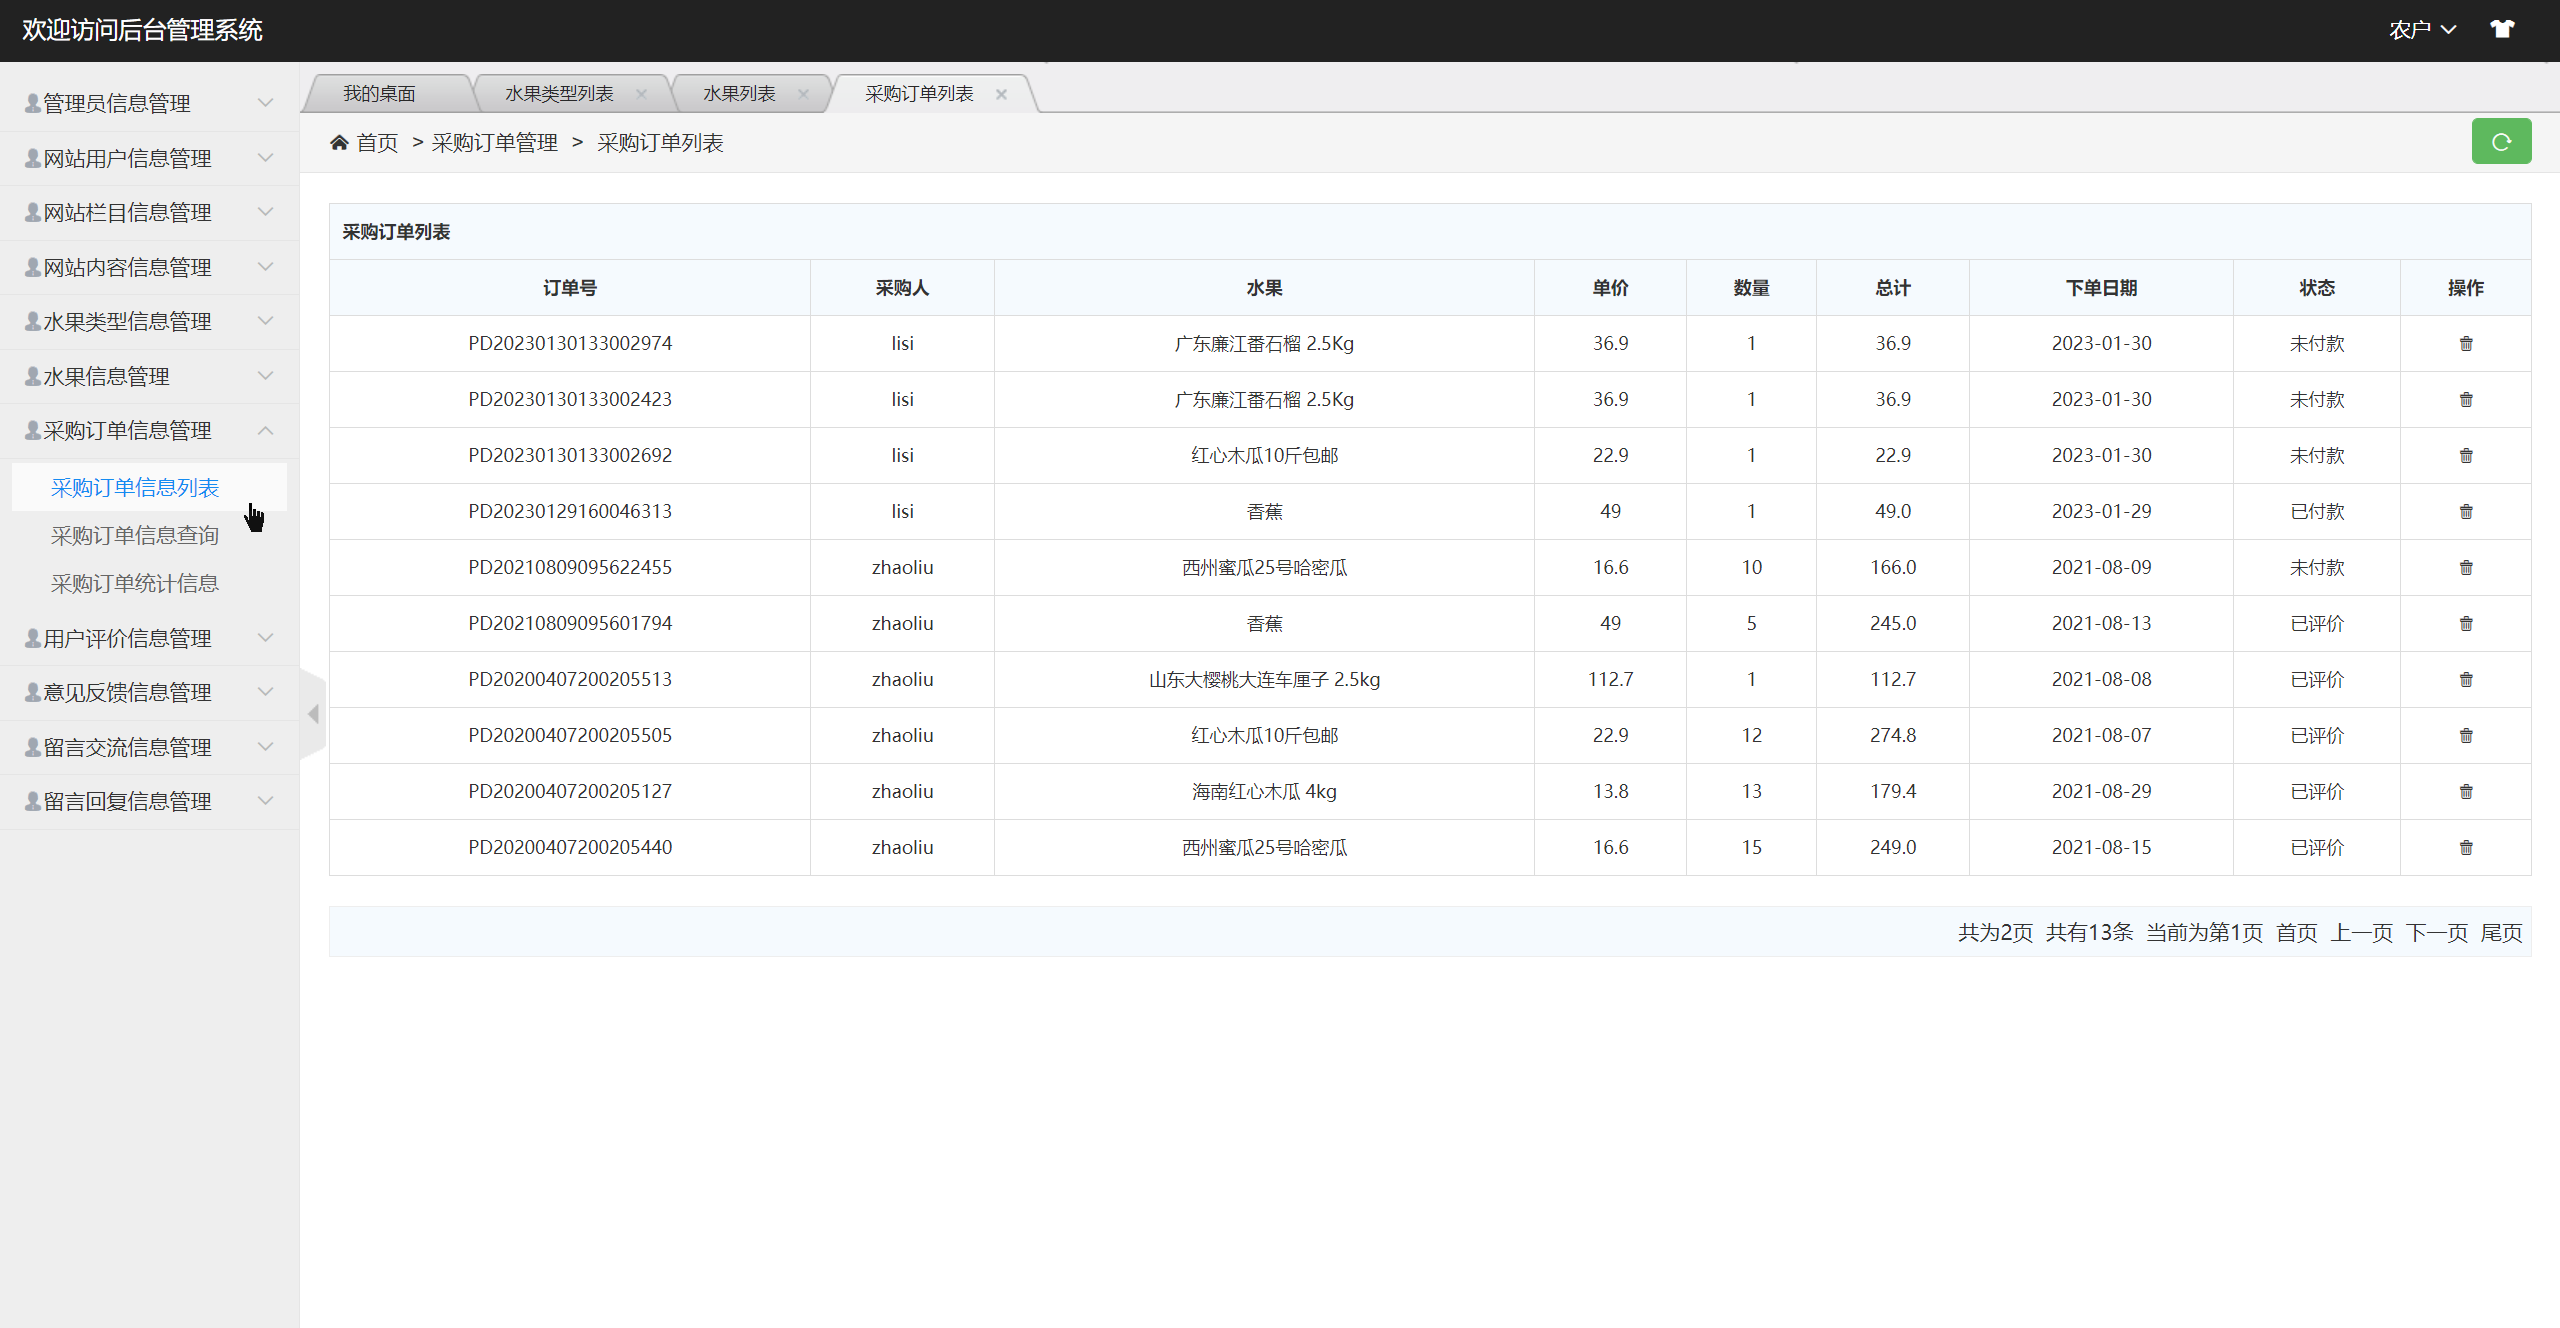 欢迎访问后台管理系统
农户
管理员信息管理
网站用户信息管理
网站栏目信息管理
网站内容信息管理
水果类型信息管理
水果信息管理
采购订单信息管理
采购订单信息列表
采购订单信息查询
采购订单统计信息
用户评价信息管理
意见反馈信息管理
留言交流信息管理
留言回复信息管理
我的桌面 水果类型列表 水果列表 采购订单列表
首页 > 采购订单管理 > 采购订单列表
采购订单列表
订单号 采购人 水果 单价 数量 总计 下单日期 状态 操作
PD20230130133002974 lisi 广东廉江番石榴 2.5Kg 36.9 1 36.9 2023-01-30 未付款
PD20230130133002423 lisi 广东廉江番石榴 2.5Kg 36.9 1 36.9 2023-01-30 未付款
PD20230130133002692 lisi 红心木瓜10斤包邮 22.9 1 22.9 2023-01-30 未付款
PD20230129160046313 lisi 香蕉 49 1 49.0 2023-01-29 已付款
PD20210809095622455 zhaoliu 西州蜜瓜25号哈密瓜 16.6 10 166.0 2021-08-09 未付款
PD20210809095601794 zhaoliu 香蕉 49 5 245.0 2021-08-13 已评价
PD20200407200205513 zhaoliu 山东大樱桃大连车厘子 2.5kg 112.7 1 112.7 2021-08-08 已评价
PD20200407200205505 zhaoliu 红心木瓜10斤包邮 22.9 12 274.8 2021-08-07 已评价
PD20200407200205127 zhaoliu 海南红心木瓜 4kg 13.8 13 179.4 2021-08-29 已评价
PD20200407200205440 zhaoliu 西州蜜瓜25号哈密瓜 16.6 15 249.0 2021-08-15 已评价
共为2页 共有13条 当前为第1页 首页 上一页 下一页 尾页